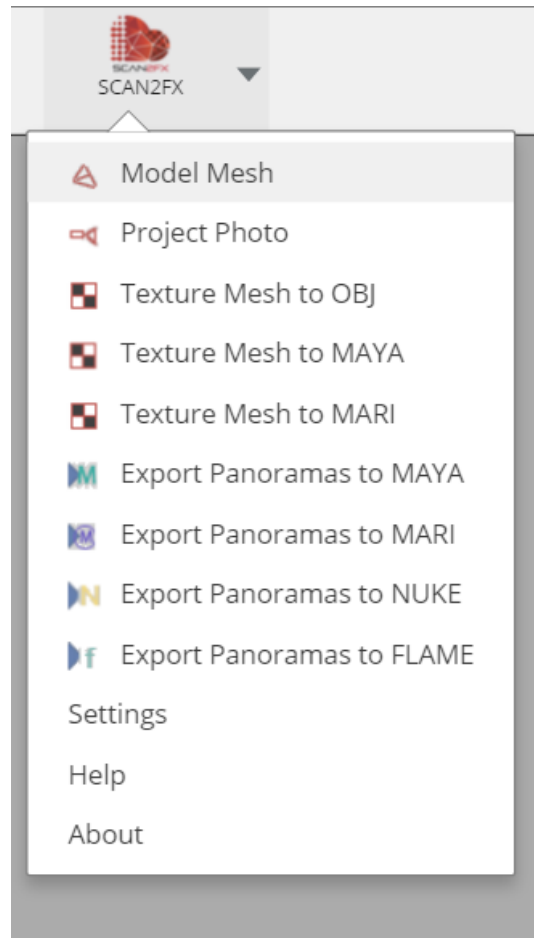 SCAN2FX
SCAN2FX
Model Mesh
Project Photo
Texture Mesh to OBJ
Texture Mesh to MAYA
Texture Mesh to MARI
M Export Panoramas to MAYA
M Export Panoramas to MARI
N Export Panoramas to NUKE
f Export Panoramas to FLAME
Settings
Help
About